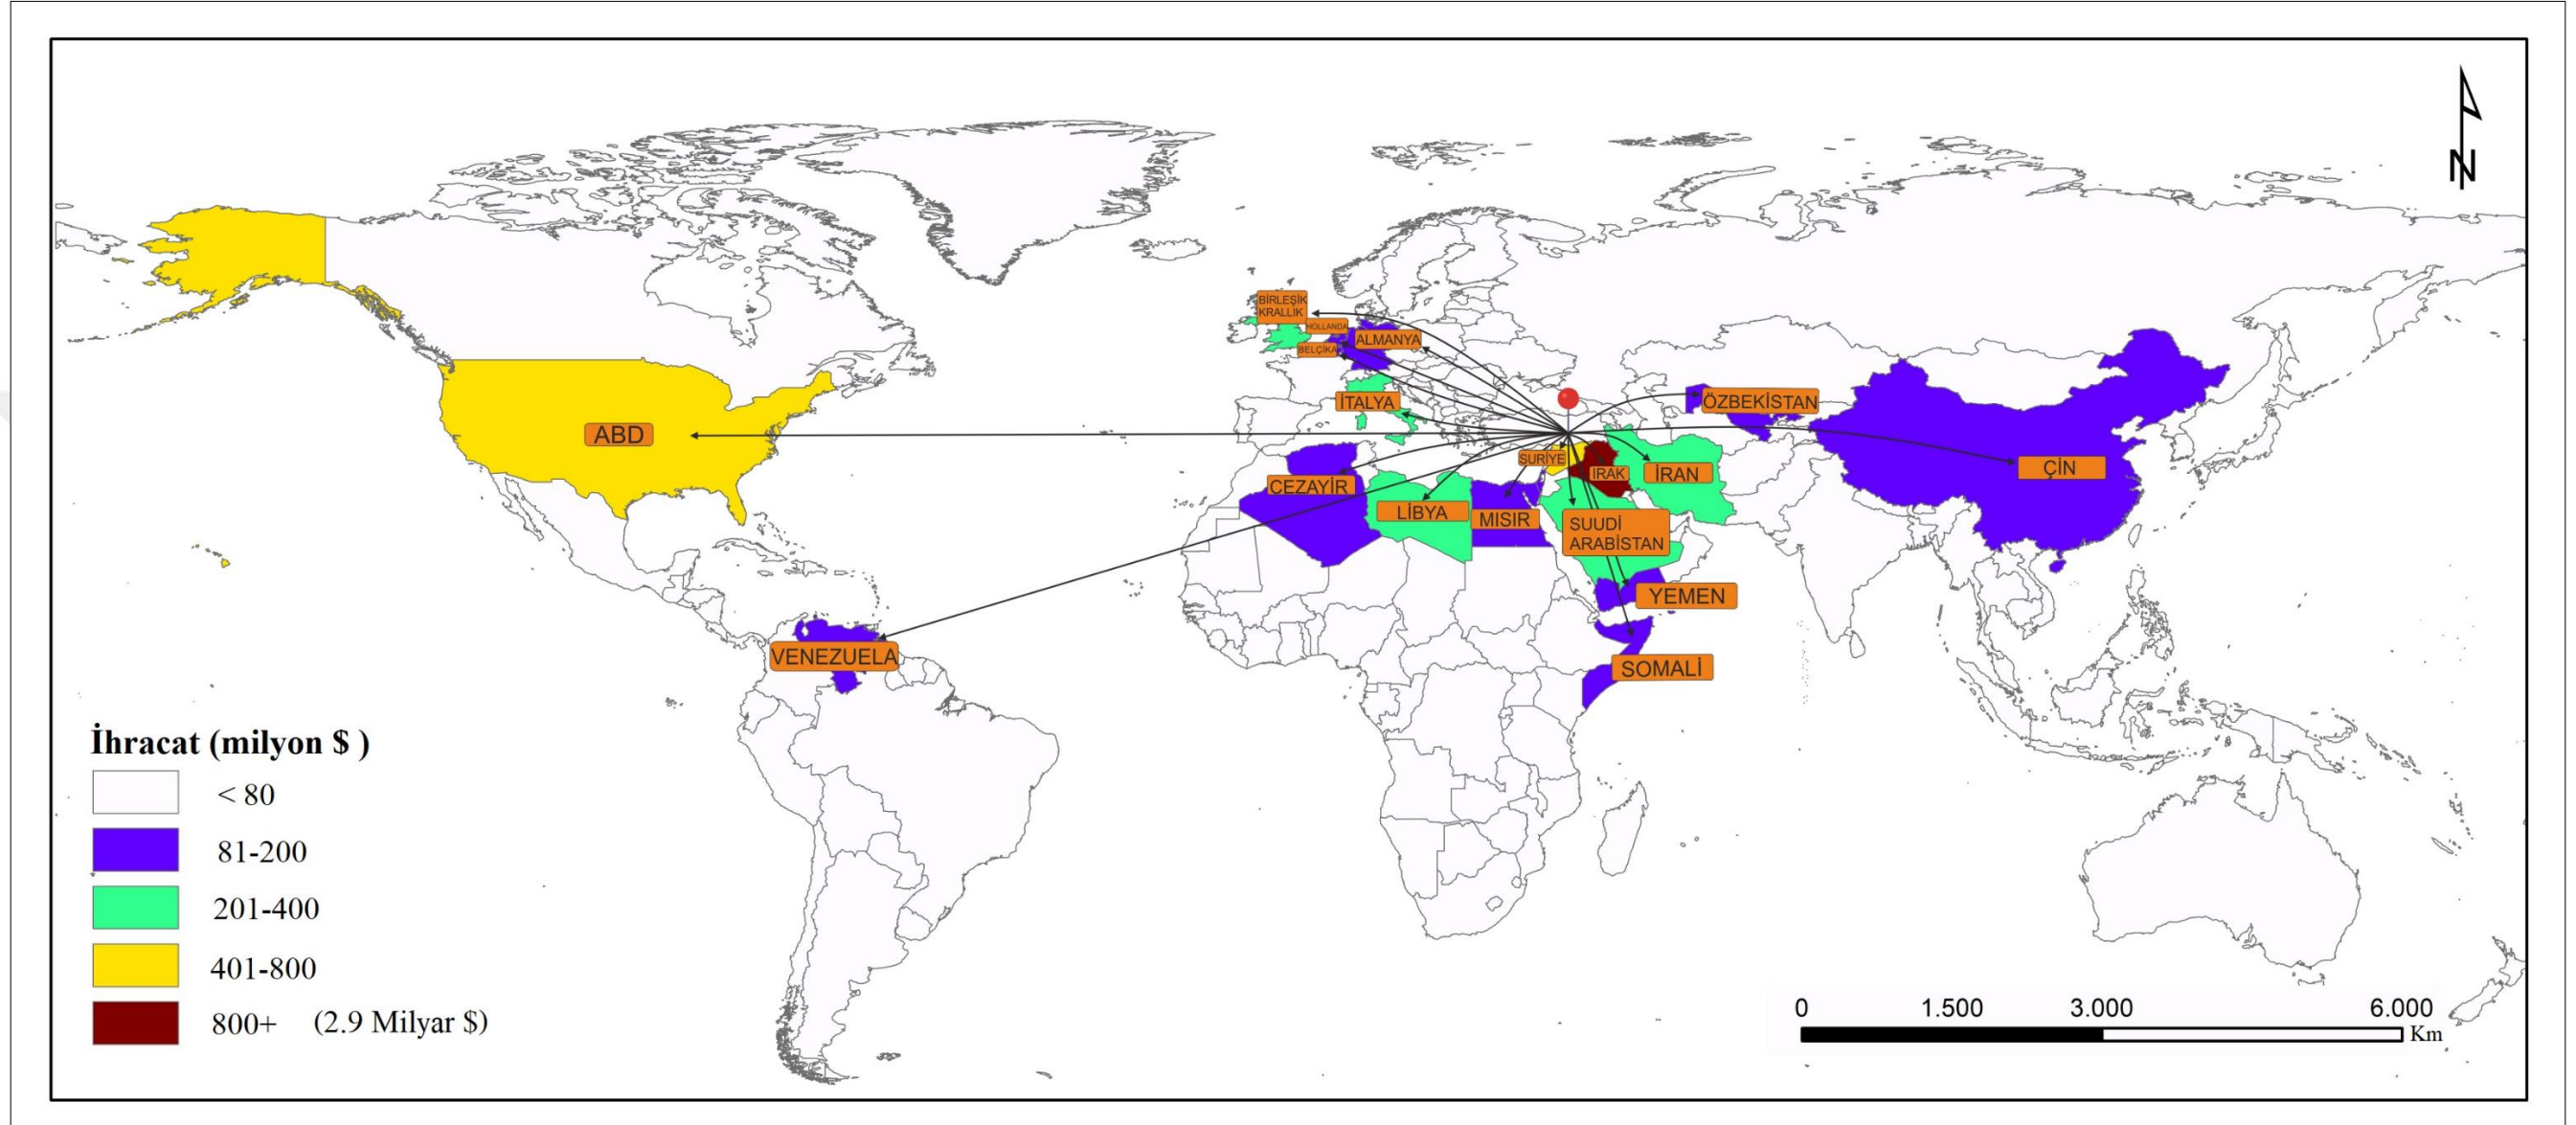 N
BİRLEŞİK
KRALLIK
HOLLANDA
ALMANYA
BELÇİKA
İTALYA
ÖZBEKİSTAN
ABD
SURİYE
IRAK
İRAN
ÇİN
CEZAYİR
LİBYA
MISIR
SUUDİ
ARABİSTAN
YEMEN
VENEZUELA
SOMALİ
İhracat (milyon $ )
< 80
81-200
201-400
401-800
800+ (2.9 Milyar $)
0 1.500 3.000 6.000
Km